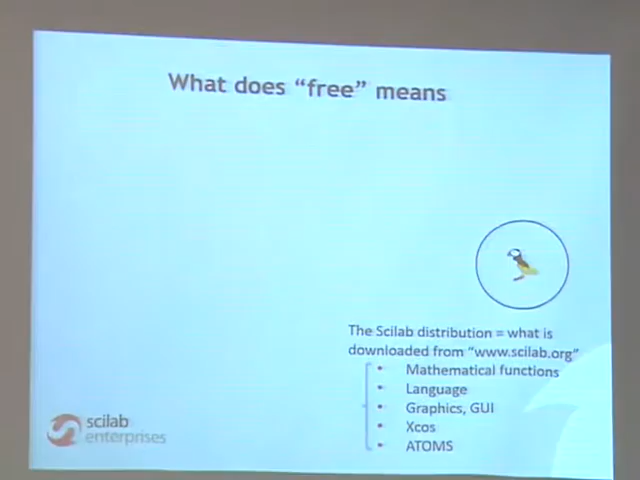 What does “free” means
The Scilab distribution = what is
downloaded from “www.scilab.org”
• Mathematical functions
• Language
• Graphics, GUI
• Xcos
• ATOMS
scilab
enterprises